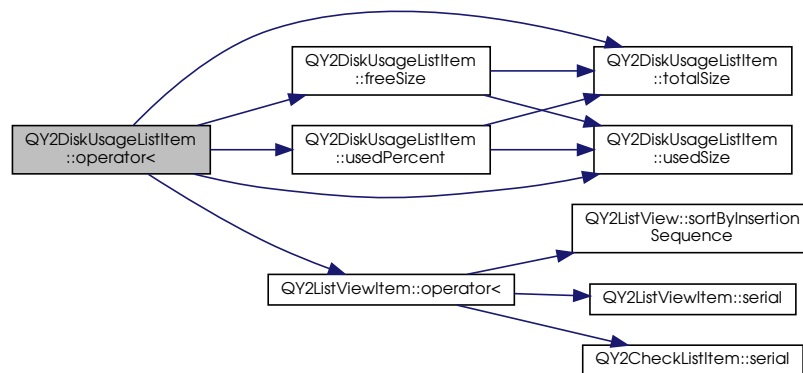 QY2DiskUsageListItem
::operator<
QY2DiskUsageListItem
::freeSize
QY2DiskUsageListItem
::usedPercent
QY2DiskUsageListItem
::totalSize
QY2DiskUsageListItem
::usedSize
QY2ListViewItem::operator<
QY2ListView::sortByInsertion
Sequence
QY2ListViewItem::serial
QY2CheckListItem::serial